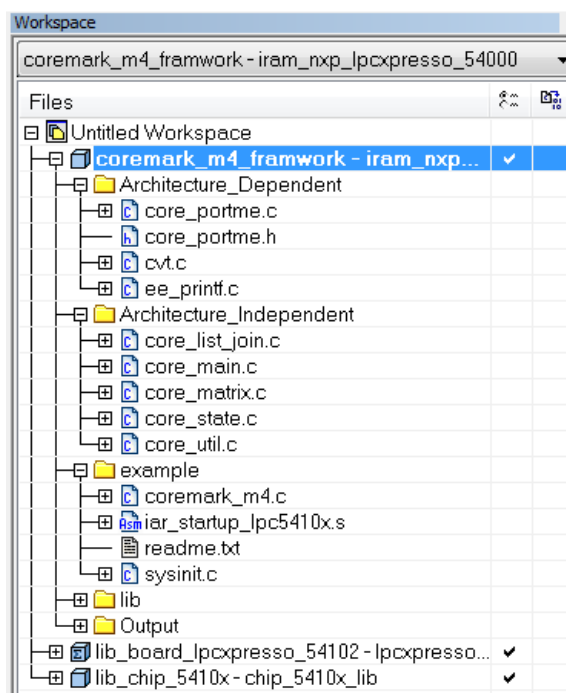 Workspace
coremark_m4_framwork - iram_nxp_lpcxpresso_54000
Files
Untitled Workspace
coremark_m4_framwork - iram_nxp...
Architecture_Dependent
core_portme.c
core_portme.h
cvt.c
ee_printf.c
Architecture_Independent
core_list_join.c
core_main.c
core_matrix.c
core_state.c
core_util.c
example
coremark_m4.c
iar_startup_lpc5410x.s
readme.txt
sysinit.c
lib
Output
lib_board_lpcxpresso_54102 - lpcxpresso...
lib_chip_5410x - chip_5410x_lib